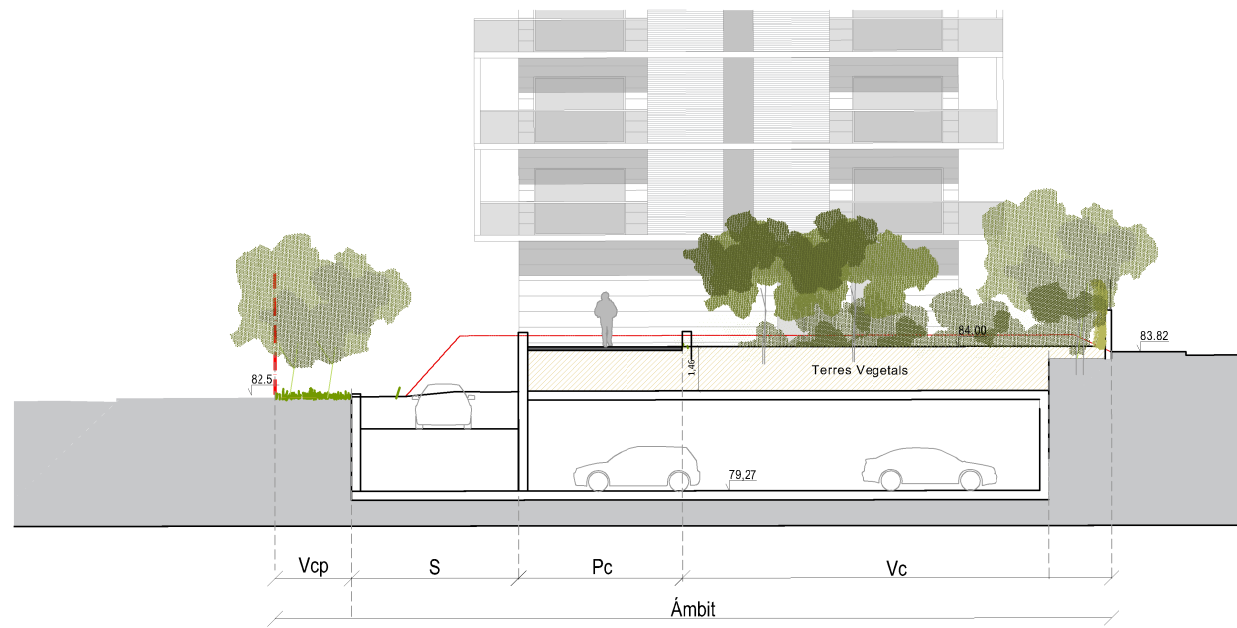 84.00
83.82
Terres Vegetals
1,46
82.5
79,27
Vcp
S
Pc
Vc
Ámbit